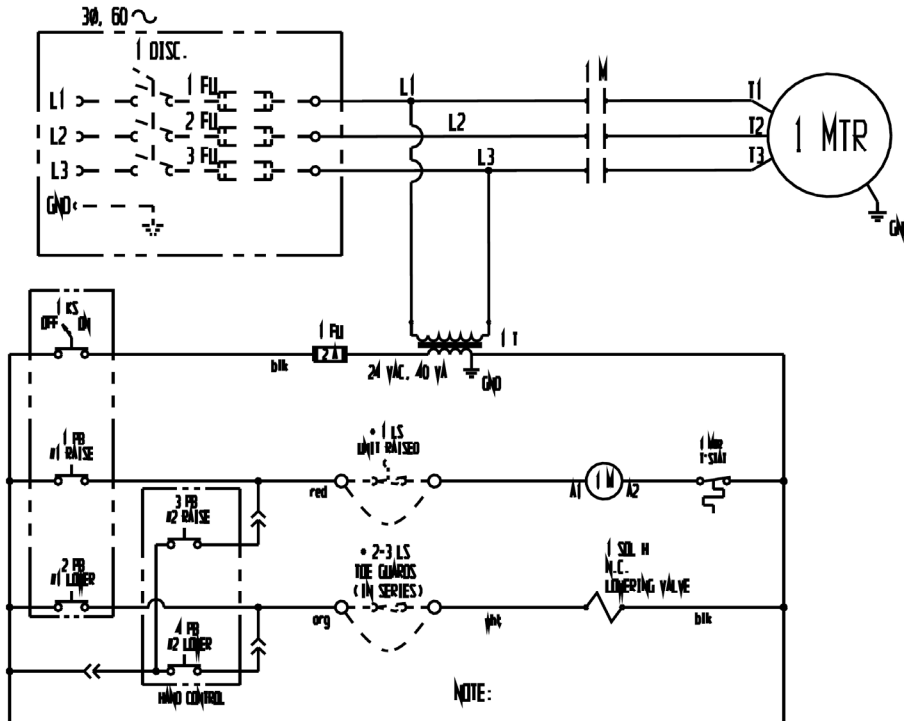 3Ø, 60 ~
1 DISC.
1 FU
L1
L1
1 M
T1
2 FU
L2
L2
T2
1 MTR
3 FU
L3
L3
T3
GND
GND
1 KS
OFF ON
1 FU
2 A
1 T
blk
24 VAC, 40 VA
GND
1 PB
#1 RAISE
* 1 LS
UNIT RAISED
1 MTR
T-STAT
red
A1
1 M
A2
3 PB
#2 RAISE
2 PB
#1 LOWER
* 2-3 LS
TOE GUARDS
(IN SERIES)
1 SOL H
N.C.
LOWERING VALVE
org
wht
blk
4 PB
#2 LOWER
HAND CONTROL
NOTE: